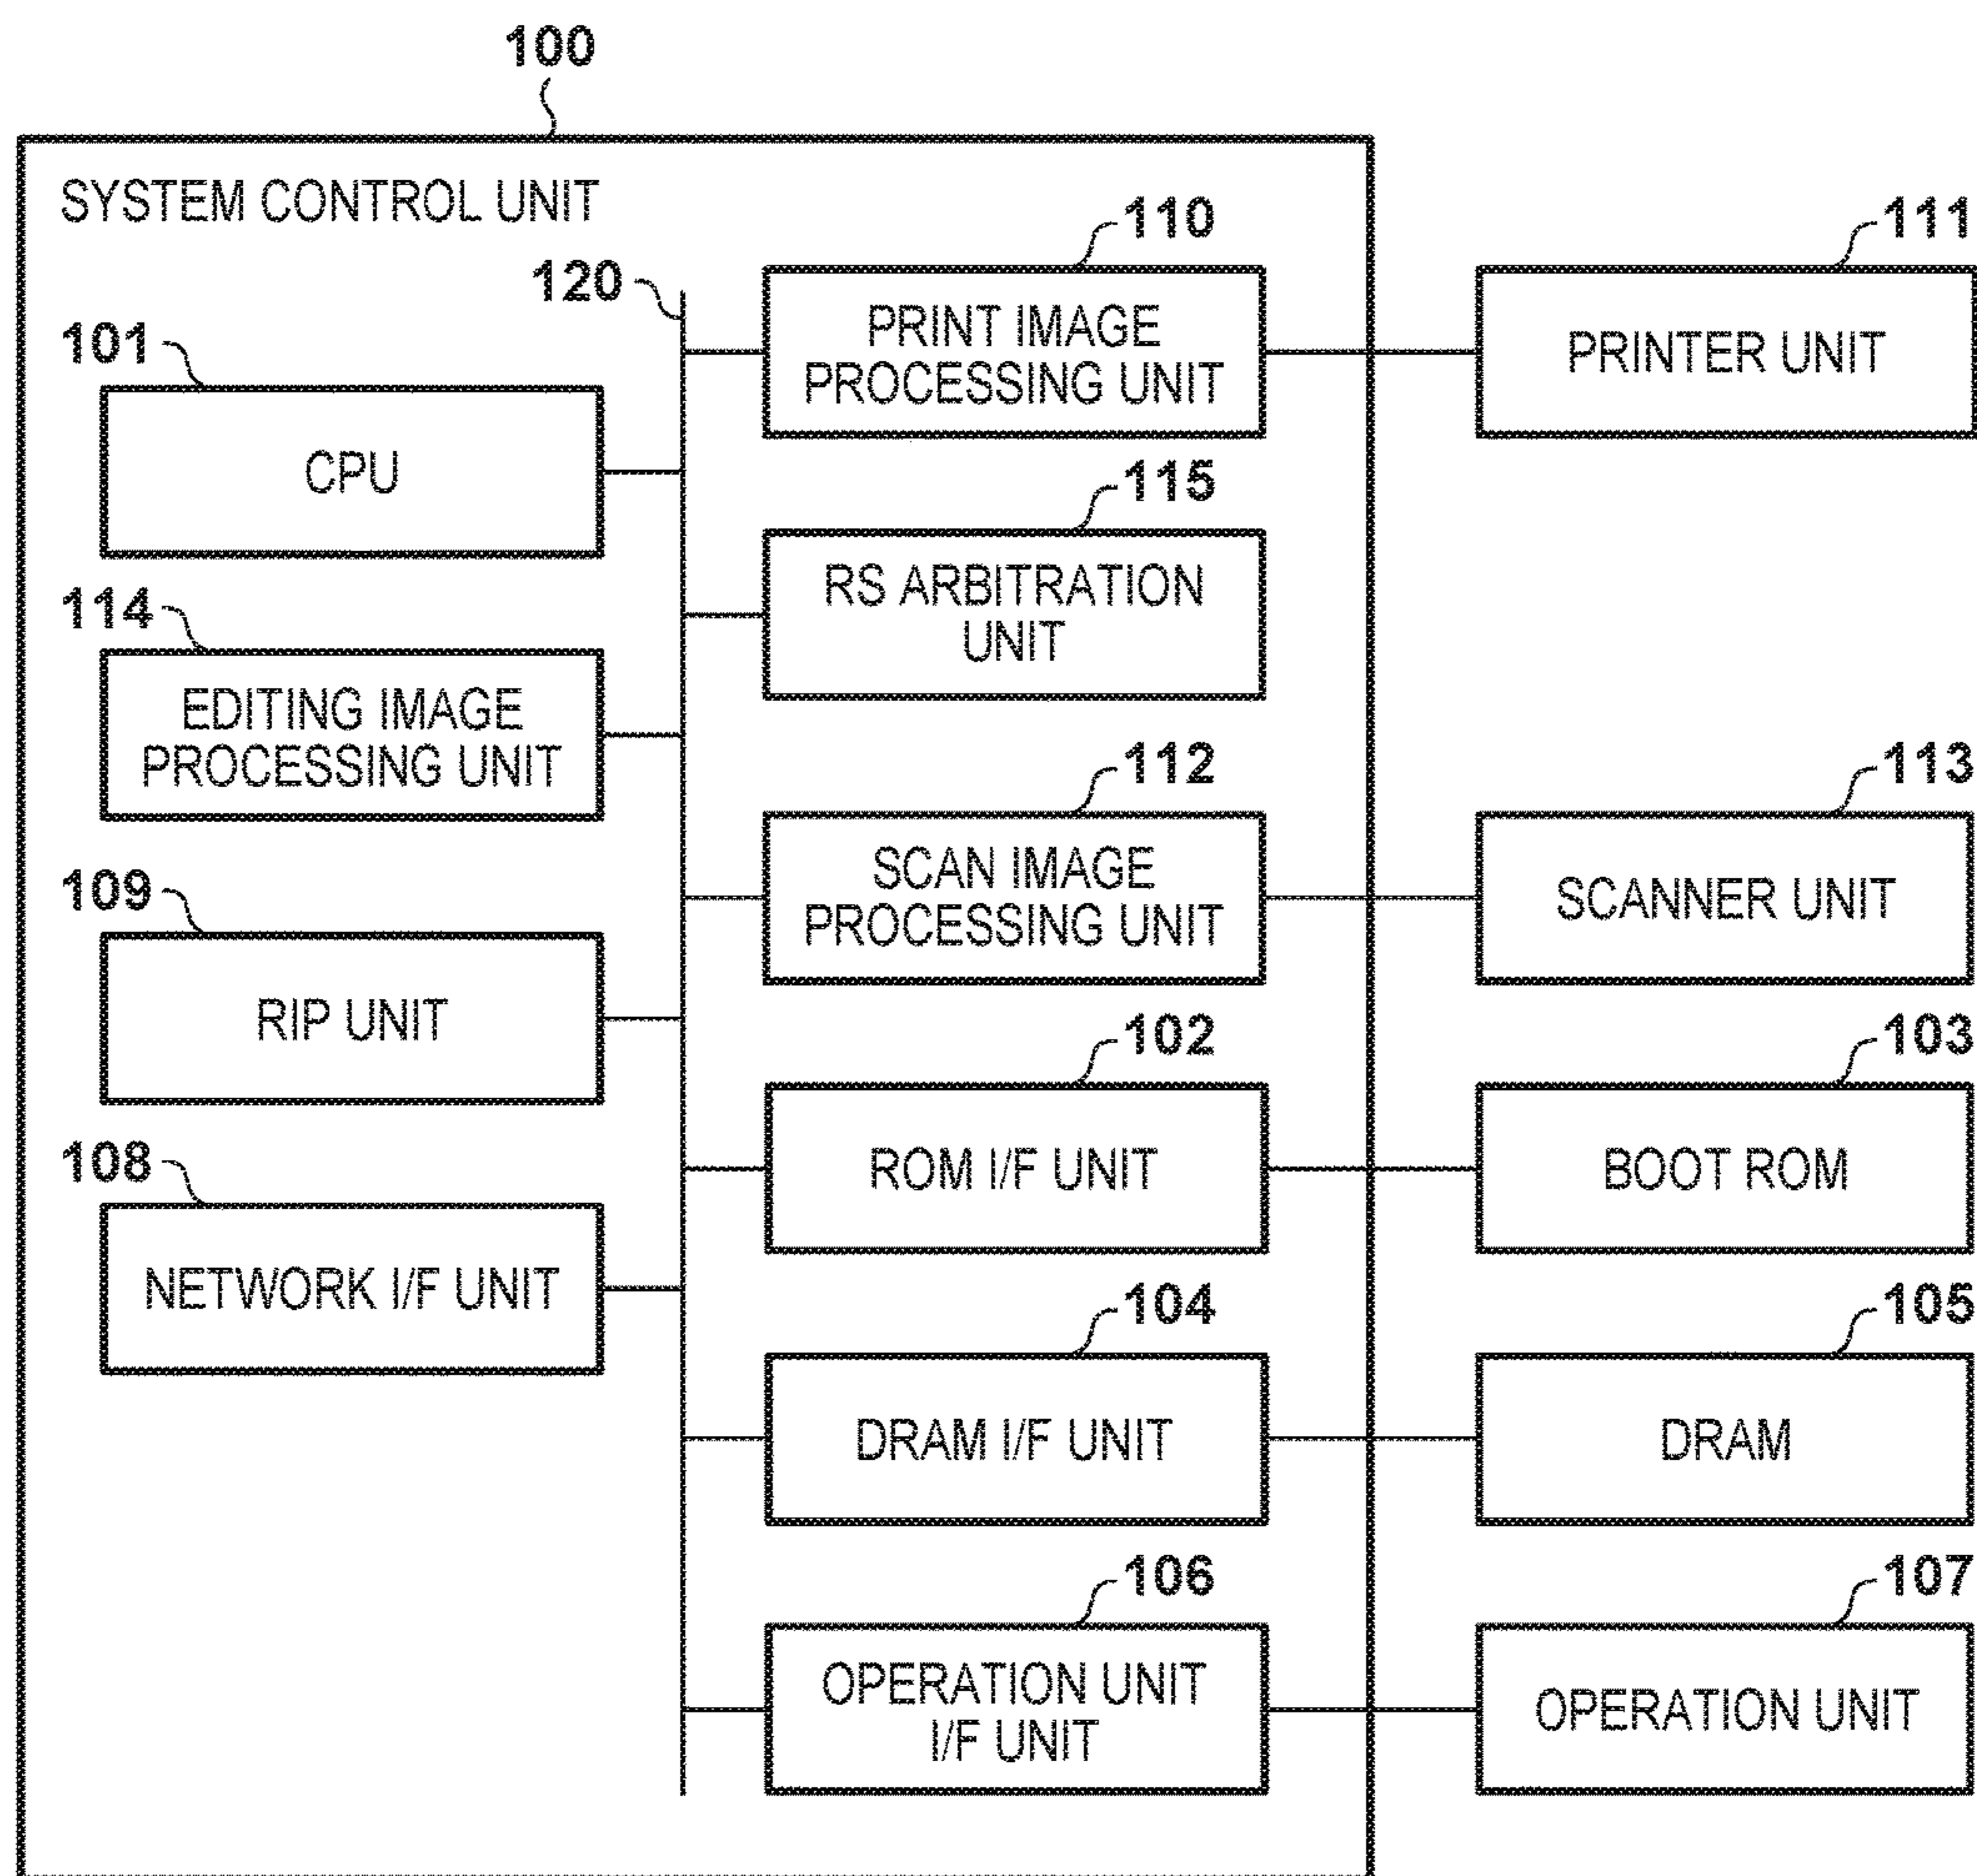 100
SYSTEM CONTROL UNIT
110
111
120
PRINT IMAGE
PROCESSING UNIT
PRINTER UNIT
101
CPU
115
RS ARBITRATION
UNIT
114
EDITING IMAGE
PROCESSING UNIT
112
113
SCAN IMAGE
PROCESSING UNIT
SCANNER UNIT
109
RIP UNIT
102
103
ROM I/F UNIT
BOOT ROM
108
NETWORK I/F UNIT
104
105
DRAM I/F UNIT
DRAM
106
107
OPERATION UNIT
I/F UNIT
OPERATION UNIT